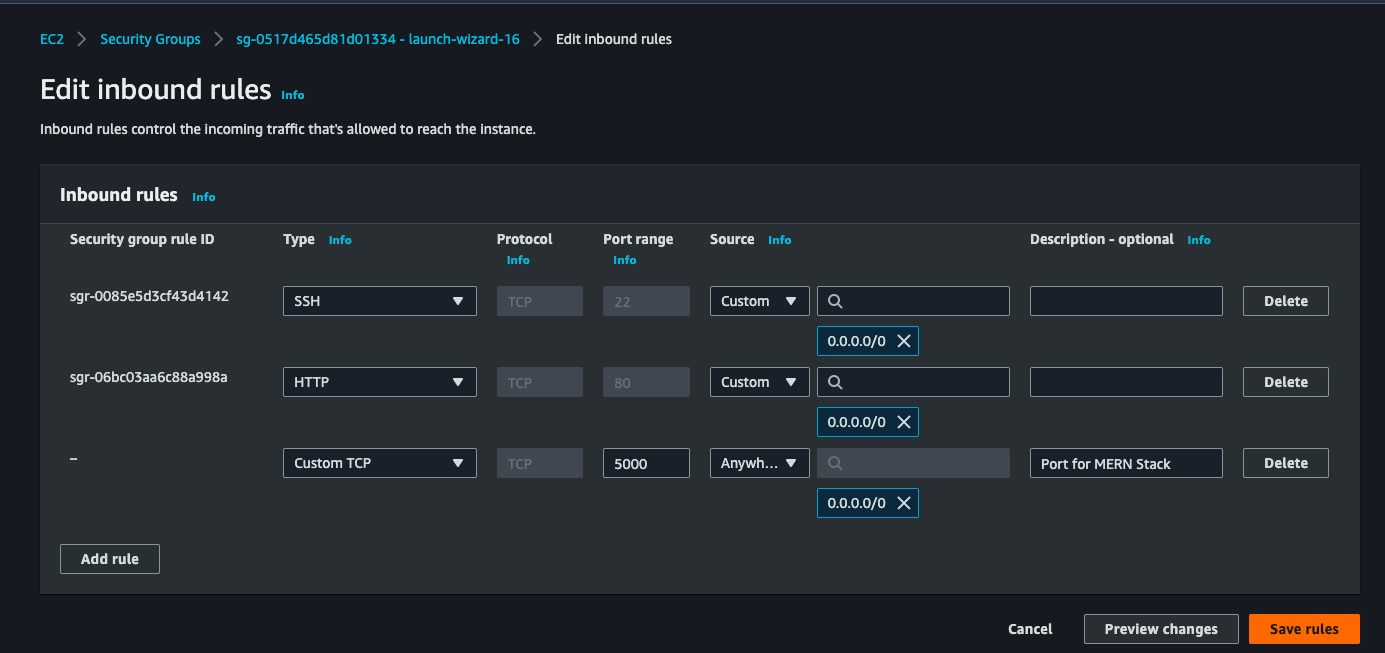 EC2 > Security Groups > sg-0517d465d81d01334 - launch-wizard-16 > Edit inbound rules
Edit inbound rules Info
Inbound rules control the incoming traffic that's allowed to reach the instance.
Inbound rules Info
Security group rule ID Type Info Protocol Info Port range Info Source Info Description - optional Info
sgr-0085e5d3cf43d4142 SSH TCP 22 Custom Delete
0.0.0.0/0
sgr-06bc03aa6c88a998a HTTP TCP 80 Custom Delete
0.0.0.0/0
– Custom TCP TCP 5000 Anywh... Port for MERN Stack Delete
0.0.0.0/0
Add rule
Cancel Preview changes Save rules